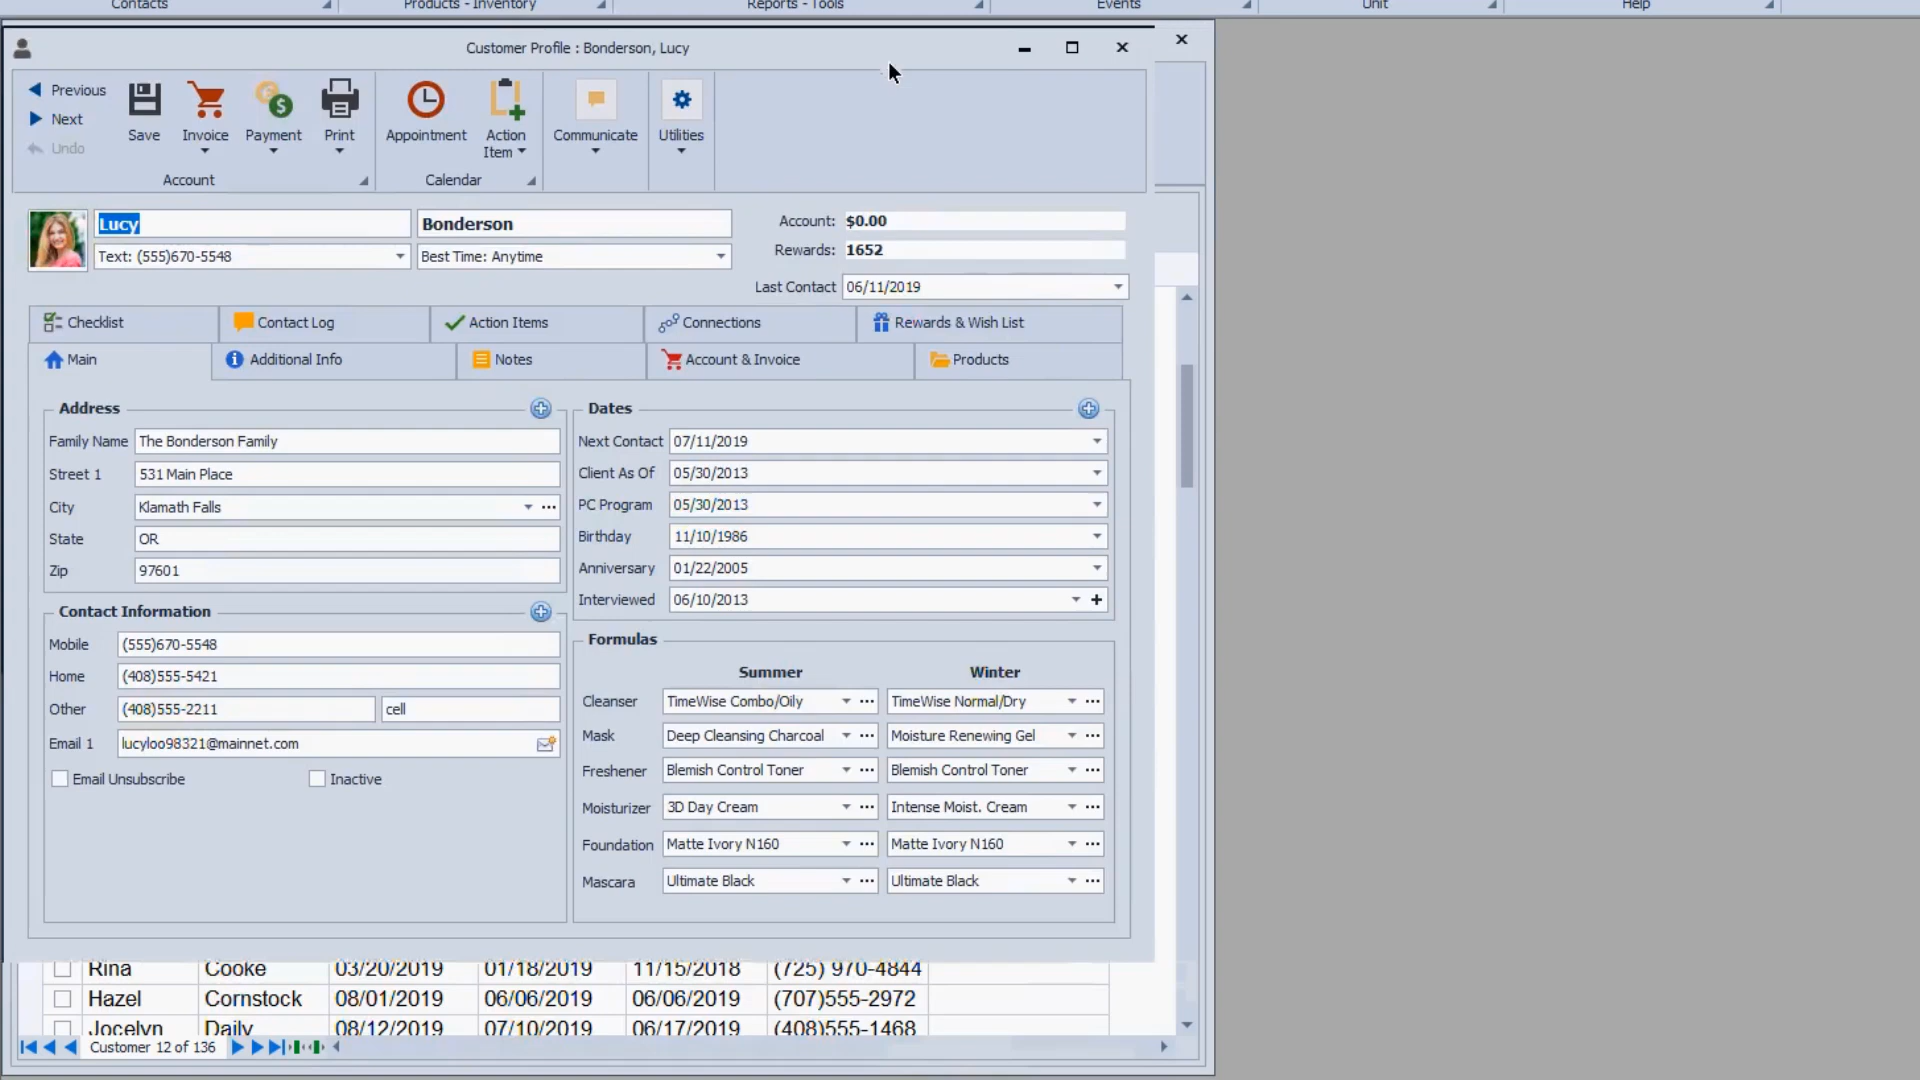 Contacts Products - Inventory Reports - Tools Events Unit Help
Customer Profile : Bonderson, Lucy
Previous
Next
Undo
Save Invoice Payment Print Appointment Action Item Communicate Utilities
Account Calendar
Lucy Bonderson
Text: (555)670-5548 Best Time: Anytime
Account: $0.00
Rewards: 1652
Last Contact 06/11/2019
Checklist Contact Log Action Items Connections Rewards & Wish List
Main Additional Info Notes Account & Invoice Products
Address
Family Name The Bonderson Family
Street 1 531 Main Place
City Klamath Falls
State OR
Zip 97601
Contact Information
Mobile (555)670-5548
Home (408)555-5421
Other (408)555-2211 cell
Email 1 lucyloo98321@mainnet.com
Email Unsubscribe Inactive
Dates
Next Contact 07/11/2019
Client As Of 05/30/2013
PC Program 05/30/2013
Birthday 11/10/1986
Anniversary 01/22/2005
Interviewed 06/10/2013
Formulas
Summer Winter
Cleanser TimeWise Combo/Oily TimeWise Normal/Dry
Mask Deep Cleansing Charcoal Moisture Renewing Gel
Freshener Blemish Control Toner Blemish Control Toner
Moisturizer 3D Day Cream Intense Moist. Cream
Foundation Matte Ivory N160 Matte Ivory N160
Mascara Ultimate Black Ultimate Black
Rina Cooke 03/20/2019 01/18/2019 11/15/2018 (725) 970-4844
Hazel Cornstock 08/01/2019 06/06/2019 06/06/2019 (707)555-2972
Jocelyn Daily 08/12/2019 07/10/2019 06/17/2019 (408)555-1468
Customer 12 of 136